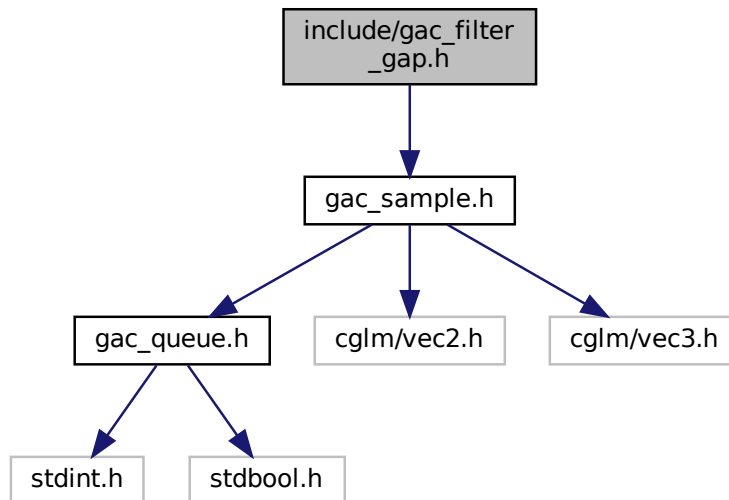 include/gac_filter
_gap.h
gac_sample.h
gac_queue.h
cglm/vec2.h
cglm/vec3.h
stdint.h
stdbool.h